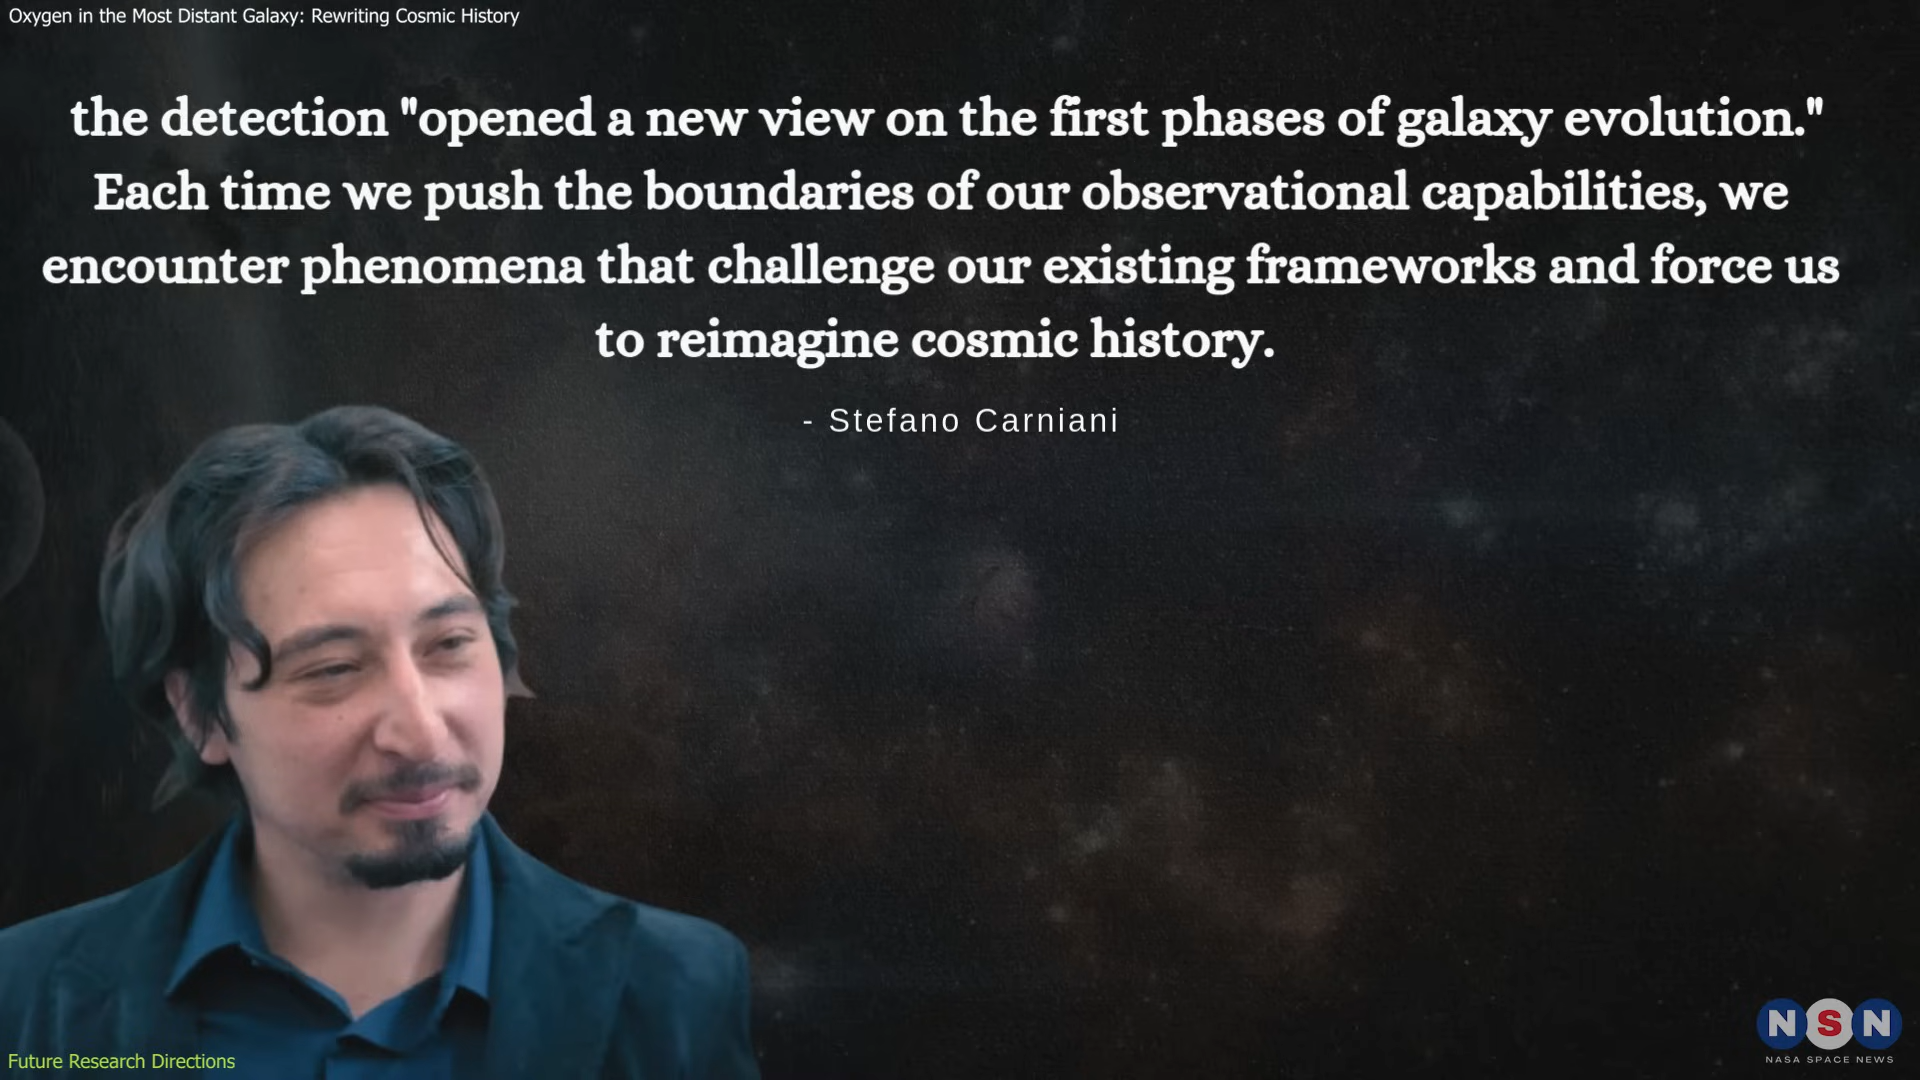 Oxygen in the Most Distant Galaxy: Rewriting Cosmic History
the detection "opened a new view on the first phases of galaxy evolution."
Each time we push the boundaries of our observational capabilities, we
encounter phenomena that challenge our existing frameworks and force us
to reimagine cosmic history.
- Stefano Carniani
Future Research Directions
NSN
NASA SPACE NEWS